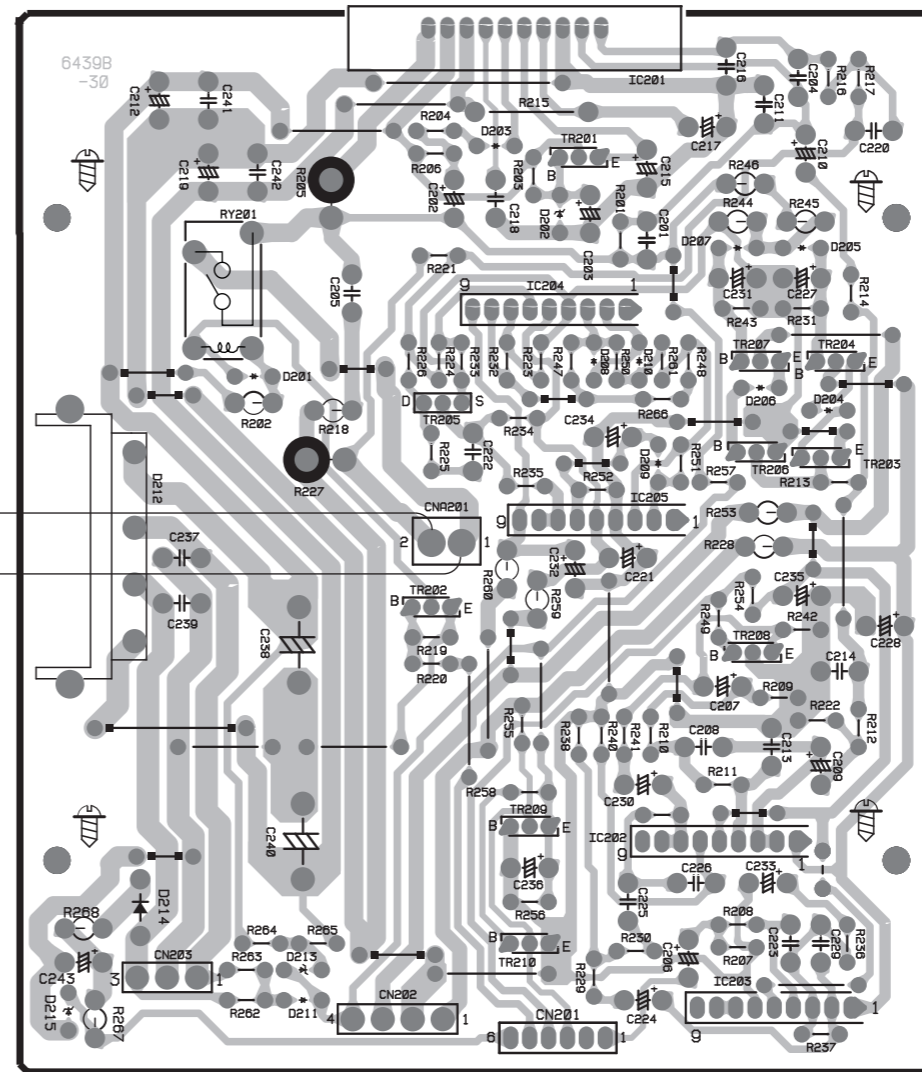 6439B
-30
IC201
C216
C204
R216
R217
C212
C241
R215
C211
R204
D203
TR201
C217
C220
B
E
C219
C242
R205
R206
R203
C215
C210
R246
C202
C218
D202
C203
R201
C201
R244
R245
RY201
D207
D205
R221
C205
9
IC204
1
C231
C227
R214
R243
R231
R226
R224
R233
R232
R223
R247
D208
R250
D210
R261
R248
TR207
TR204
B
E
B
E
D201
R202
R218
D
S
TR205
C234
R266
D206
D204
R234
R225
C222
D209
R251
B
E
TR206
TR203
R227
R235
R252
R257
R213
D212
IC205
CNA201
9
1
R253
2
1
R228
C237
C232
C221
R260
R259
C235
R254
C239
TR202
B
E
R249
R242
C228
TR208
B
E
C238
R219
R220
C214
C207
R209
R255
R222
R238
R240
R241
R210
C208
C213
R212
C209
R258
R211
C230
TR209
B
E
C240
IC202
9
1
C226
C233
C236
D214
R256
C225
R268
R264
R265
B
E
TR210
R230
R208
C223
C229
R236
C206
R207
CN203
3
1
R263
D213
C243
R229
IC203
D215
R267
R262
D211
CN202
4
1
CN201
6
1
C224
9
1
R237